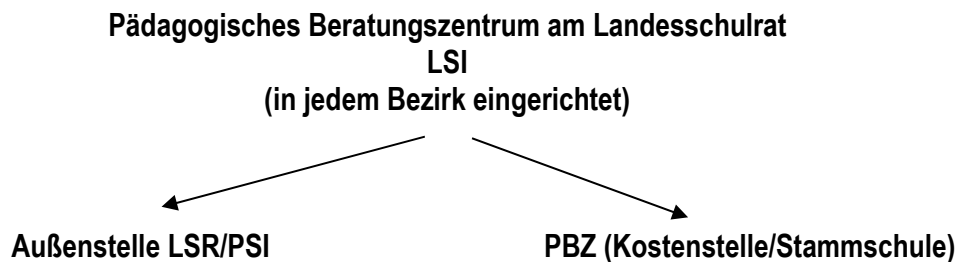 Pädagogisches Beratungszentrum am Landesschulrat
LSI
(in jedem Bezirk eingerichtet)
Außenstelle LSR/PSI
PBZ (Kostenstelle/Stammschule)